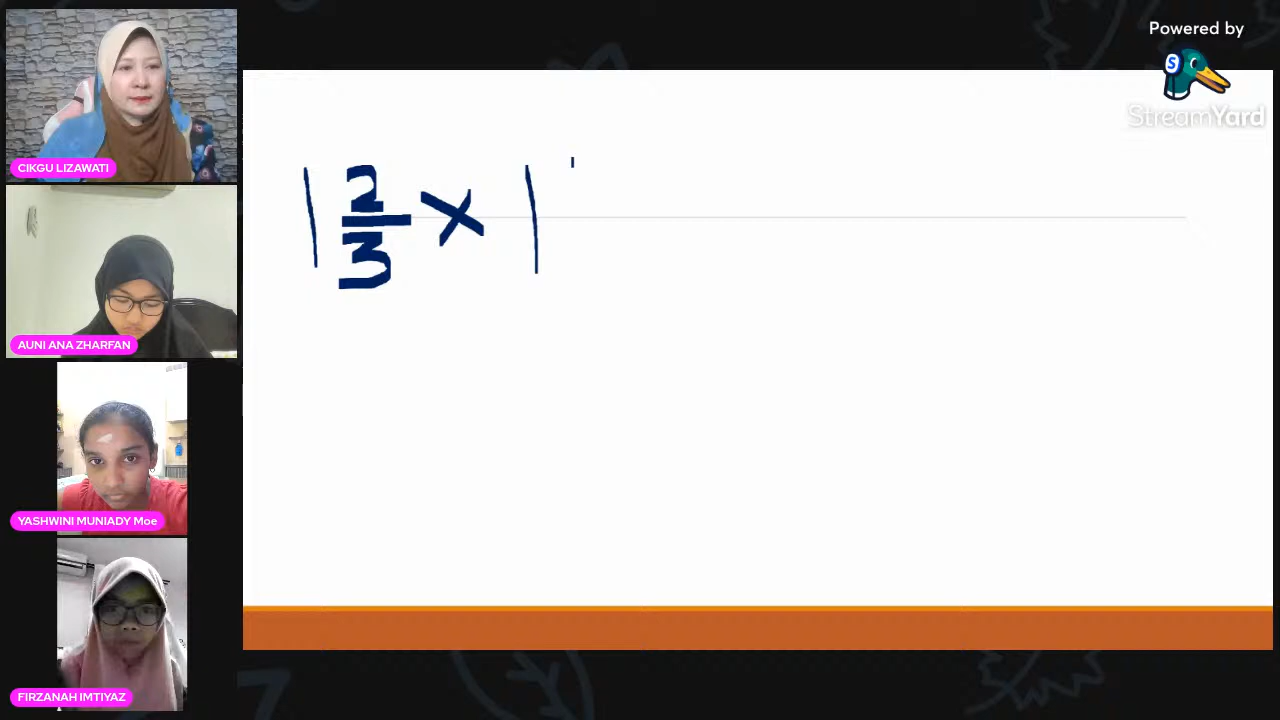 Powered by
S
StreamYard
CIKGU LIZAWATI
1 2/3 × 1
AUNI ANA ZHARFAN
YASHWINI MUNIADY Moe
FIRZANAH IMTIYAZ